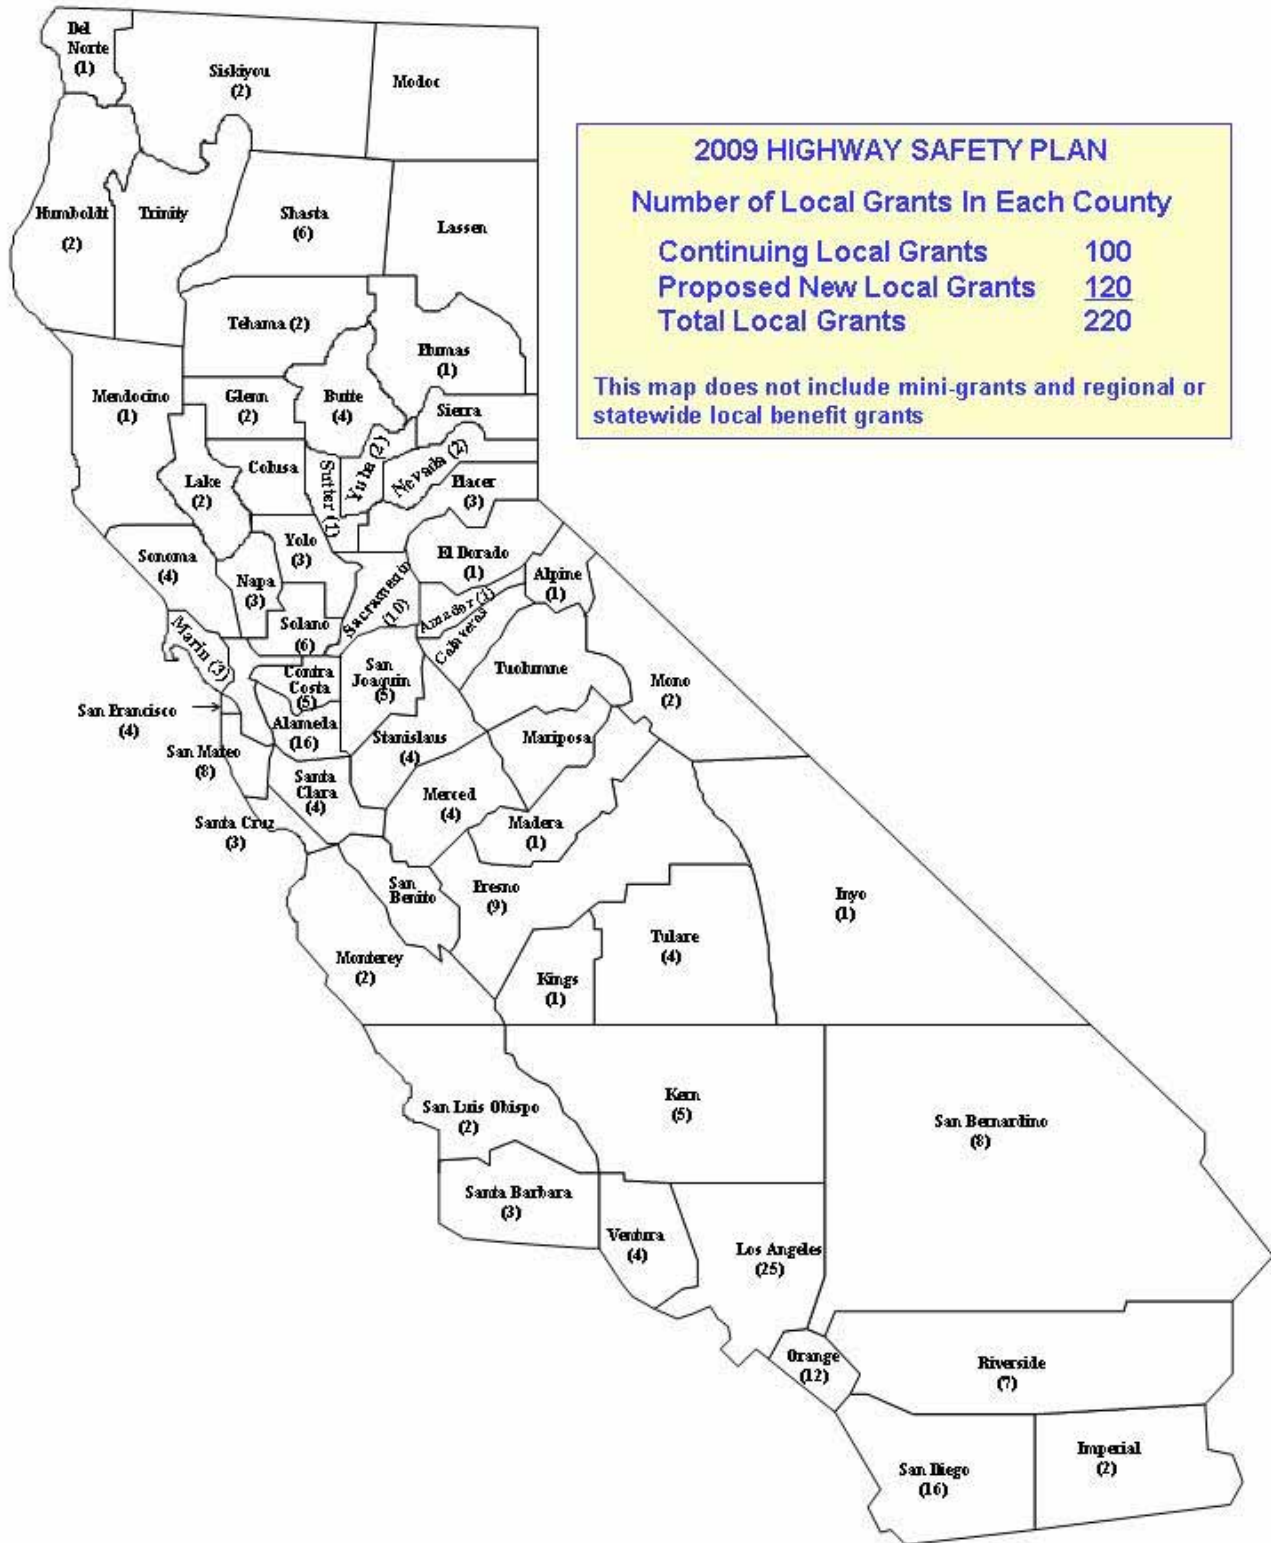 Del
Norte
(1)
Siskiyou
(2)
Modoc
2009 HIGHWAY SAFETY PLAN
Number of Local Grants In Each County
Continuing Local Grants 100
Proposed New Local Grants 120
Total Local Grants 220
This map does not include mini-grants and regional or
statewide local benefit grants
Humboldt
(2)
Trinity
Shasta
(6)
Lassen
Tehama (2)
Plumas
(1)
Mendocino
(1)
Glenn
(2)
Butte
(4)
Sierra
Lake
(2)
Colusa
Sutter (1)
Yuba (2)
Nevada (2)
Placer
(3)
Sonoma
(4)
Napa
(3)
Yolo
(3)
Sacramento
(10)
El Dorado
(1)
Alpine
(1)
Amador (1)
Calaveras
Marin (3)
Solano
(6)
Contra
Costa
(5)
San
Joaquin
(5)
Tuolumne
Mono
(2)
San Francisco
(4)
Alameda
(16)
Stanislaus
(4)
Mariposa
San Mateo
(8)
Santa
Clara
(4)
Merced
(4)
Madera
(1)
Santa Cruz
(3)
San
Benito
Fresno
(9)
Inyo
(1)
Monterey
(2)
Kings
(1)
Tulare
(4)
San Luis Obispo
(2)
Kern
(5)
San Bernardino
(8)
Santa Barbara
(3)
Ventura
(4)
Los Angeles
(25)
Orange
(12)
Riverside
(7)
San Diego
(16)
Imperial
(2)